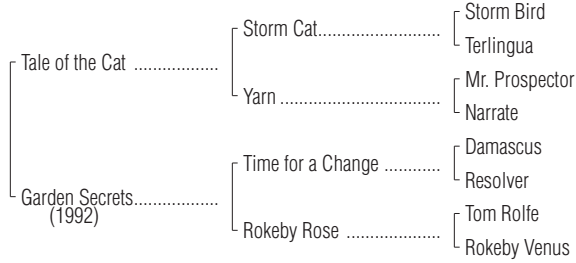 Storm Bird
Storm Cat..............................
Terlingua
Tale of the Cat .................
Mr. Prospector
Yarn .......................................
Narrate
Damascus
Time for a Change .............
Resolver
Garden Secrets.....................
(1992)
Tom Rolfe
Rokeby Rose ......................
Rokeby Venus